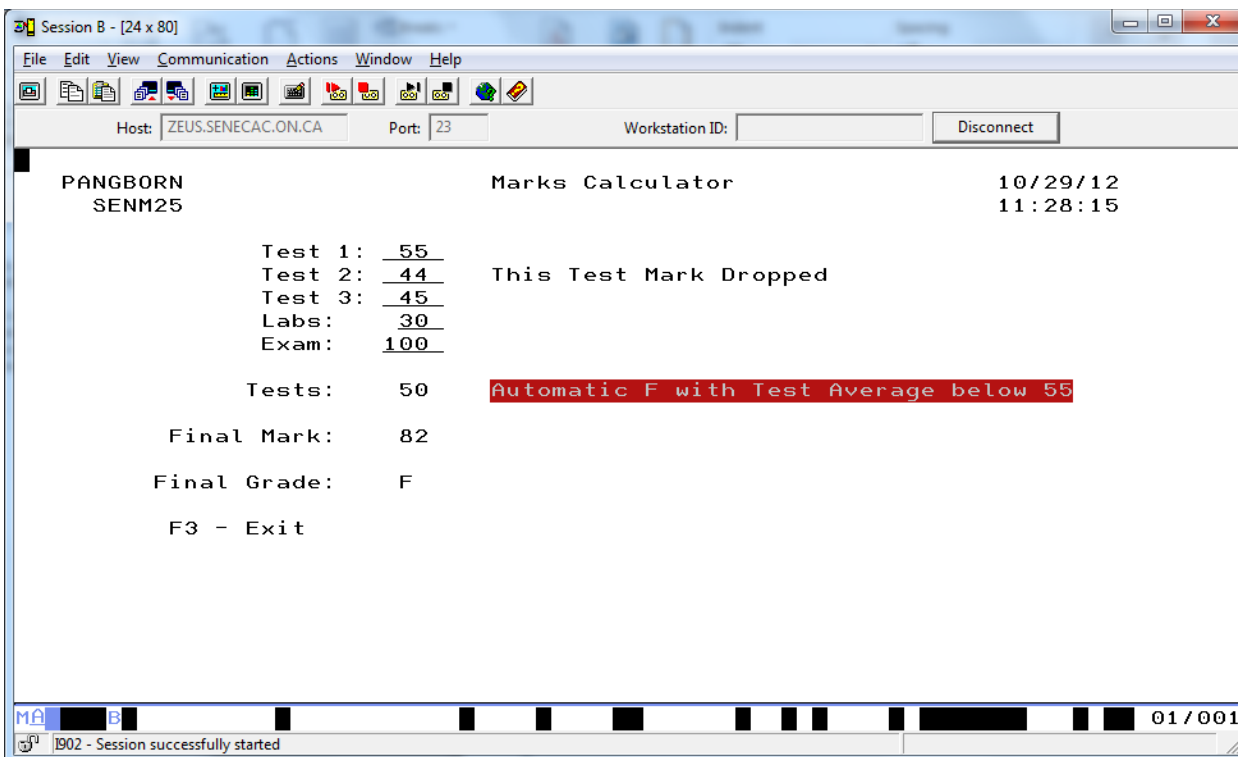 Session B - [24 x 80]
File Edit View Communication Actions Window Help
Host: ZEUS.SENECAC.ON.CA Port: 23 Workstation ID: Disconnect
PANGBORN Marks Calculator 10/29/12
SENM25 11:28:15
Test 1: 55
Test 2: 44 This Test Mark Dropped
Test 3: 45
Labs: 30
Exam: 100
Tests: 50 Automatic F with Test Average below 55
Final Mark: 82
Final Grade: F
F3 - Exit
MA B 01/001
I902 - Session successfully started